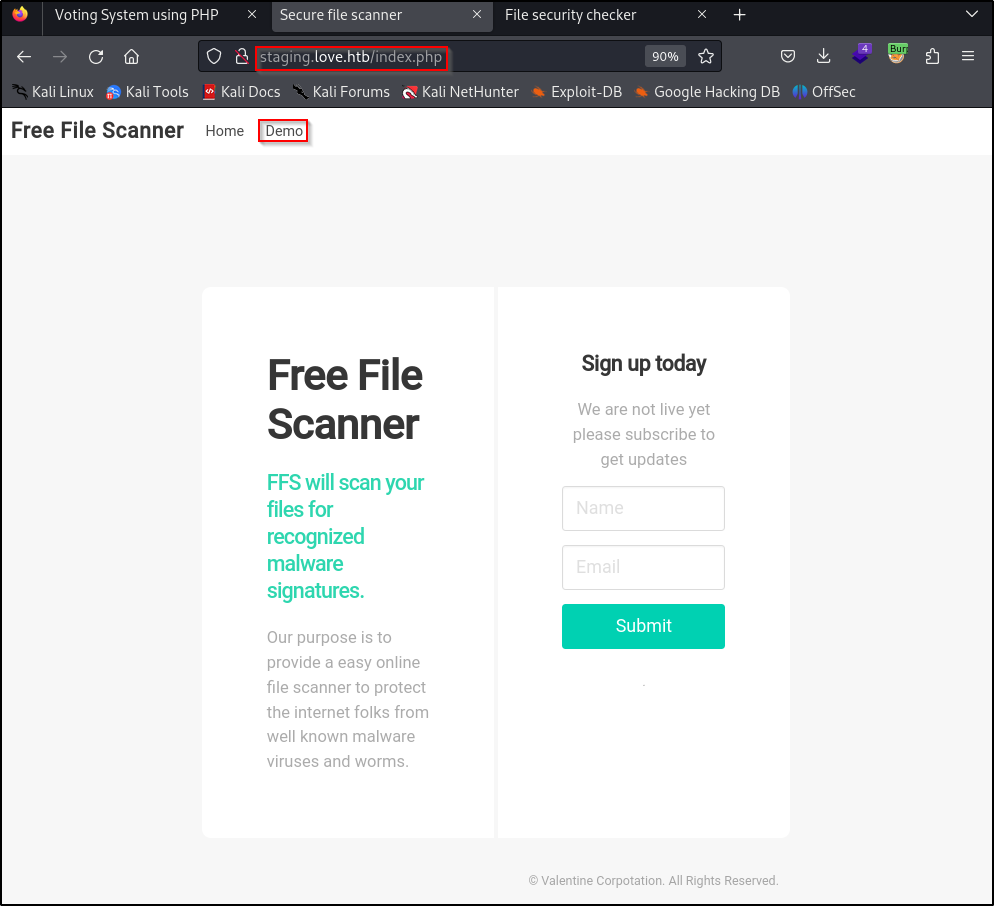 Voting System using PHP
Secure file scanner
File security checker
staging.love.htb/index.php
90%
4
Burr
Kali Linux
Kali Tools
Kali Docs
Kali Forums
Kali NetHunter
Exploit-DB
Google Hacking DB
OffSec
Free File Scanner
Home
Demo
Free File
Scanner
FFS will scan your
files for
recognized
malware
signatures.
Our purpose is to
provide a easy online
file scanner to protect
the internet folks from
well known malware
viruses and worms.
Sign up today
We are not live yet
please subscribe to
get updates
Name
Email
Submit
.
© Valentine Corpotation. All Rights Reserved.